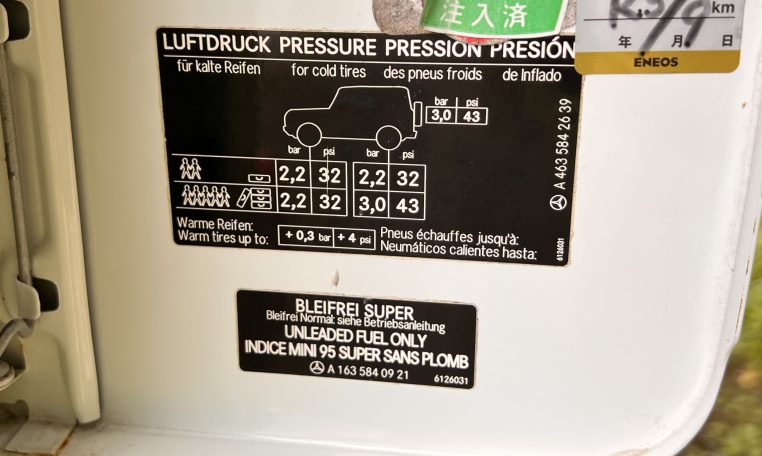 注入済
R.5/9 km
年 月 日
ENEOS
LUFTDRUCK PRESSURE PRESSION PRESIÓN
für kalte Reifen for cold tires des pneus froids de Inflado
bar psi
3,0 43
bar psi bar psi
2,2 32 2,2 32
2,2 32 3,0 43
Warme Reifen:
Warm tires up to:
+0,3 bar +4 psi
Pneus échauffes jusqu'à:
Neumáticos calientes hasta:
A 463 584 26 39
6126031
BLEIFREI SUPER
Bleifrei Normal: siehe Betriebsanleitung
UNLEADED FUEL ONLY
INDICE MINI 95 SUPER SANS PLOMB
A 163 584 09 21
6126031